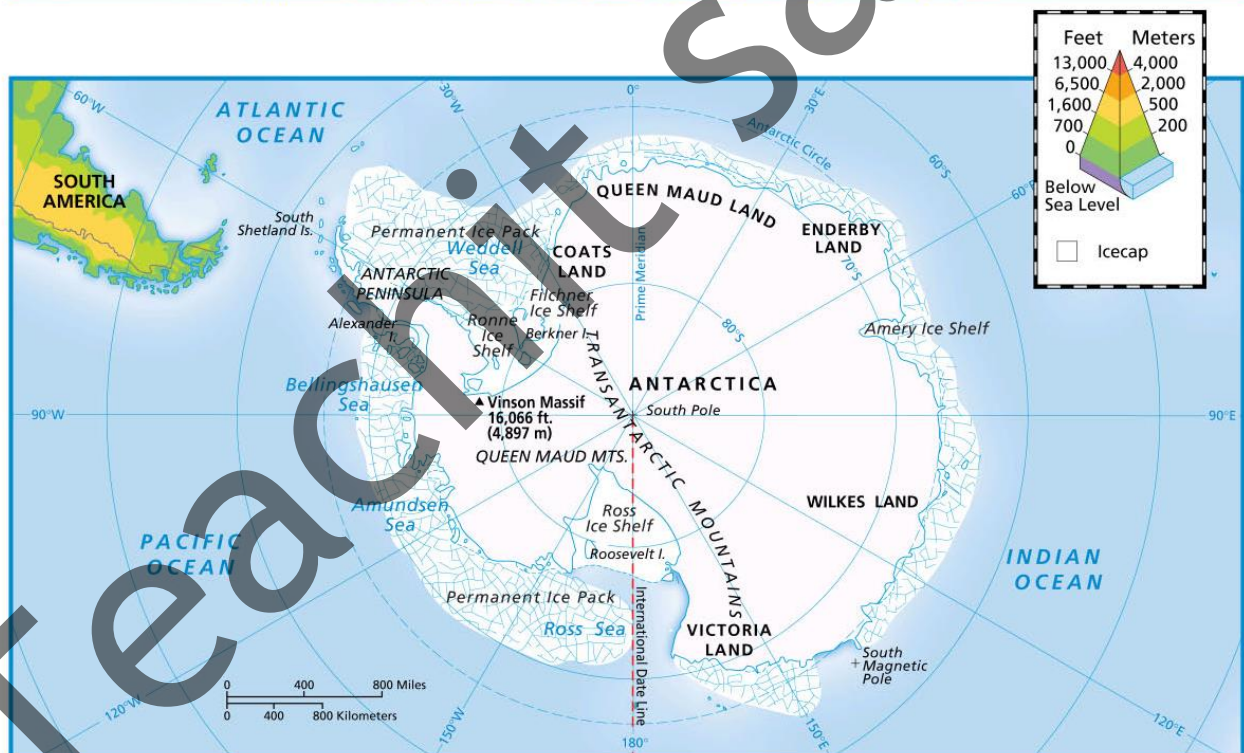 Feet Meters
13,000 4,000
6,500 2,000
1,600 500
700 200
0
Below
Sea Level
Icecap
60°W
ATLANTIC
OCEAN
30°W
0°
30°E
Antarctic Circle
60°S
60°E
SOUTH
AMERICA
South
Shetland Is.
Permanent Ice Pack
Weddell
Sea
COATS
LAND
QUEEN MAUD LAND
ENDERBY
LAND
70°S
Prime Meridian
ANTARCTIC
PENINSULA
Filchner
Ice Shelf
Alexander
I.
Ronne
Ice
Shelf
Berkner I.
80°S
Amery Ice Shelf
Bellingshausen
Sea
TRANSANTARCTIC MOUNTAINS
ANTARCTICA
South Pole
90°W
90°E
Vinson Massif
16,066 ft.
(4,897 m)
QUEEN MAUD MTS.
Amundsen
Sea
Ross
Ice Shelf
Roosevelt I.
WILKES LAND
PACIFIC
OCEAN
INDIAN
OCEAN
Permanent Ice Pack
Ross Sea
International Date Line
VICTORIA
LAND
South
Magnetic
Pole
0 400 800 Miles
0 400 800 Kilometers
120°W
150°W
180°
150°E
120°E
Teachit